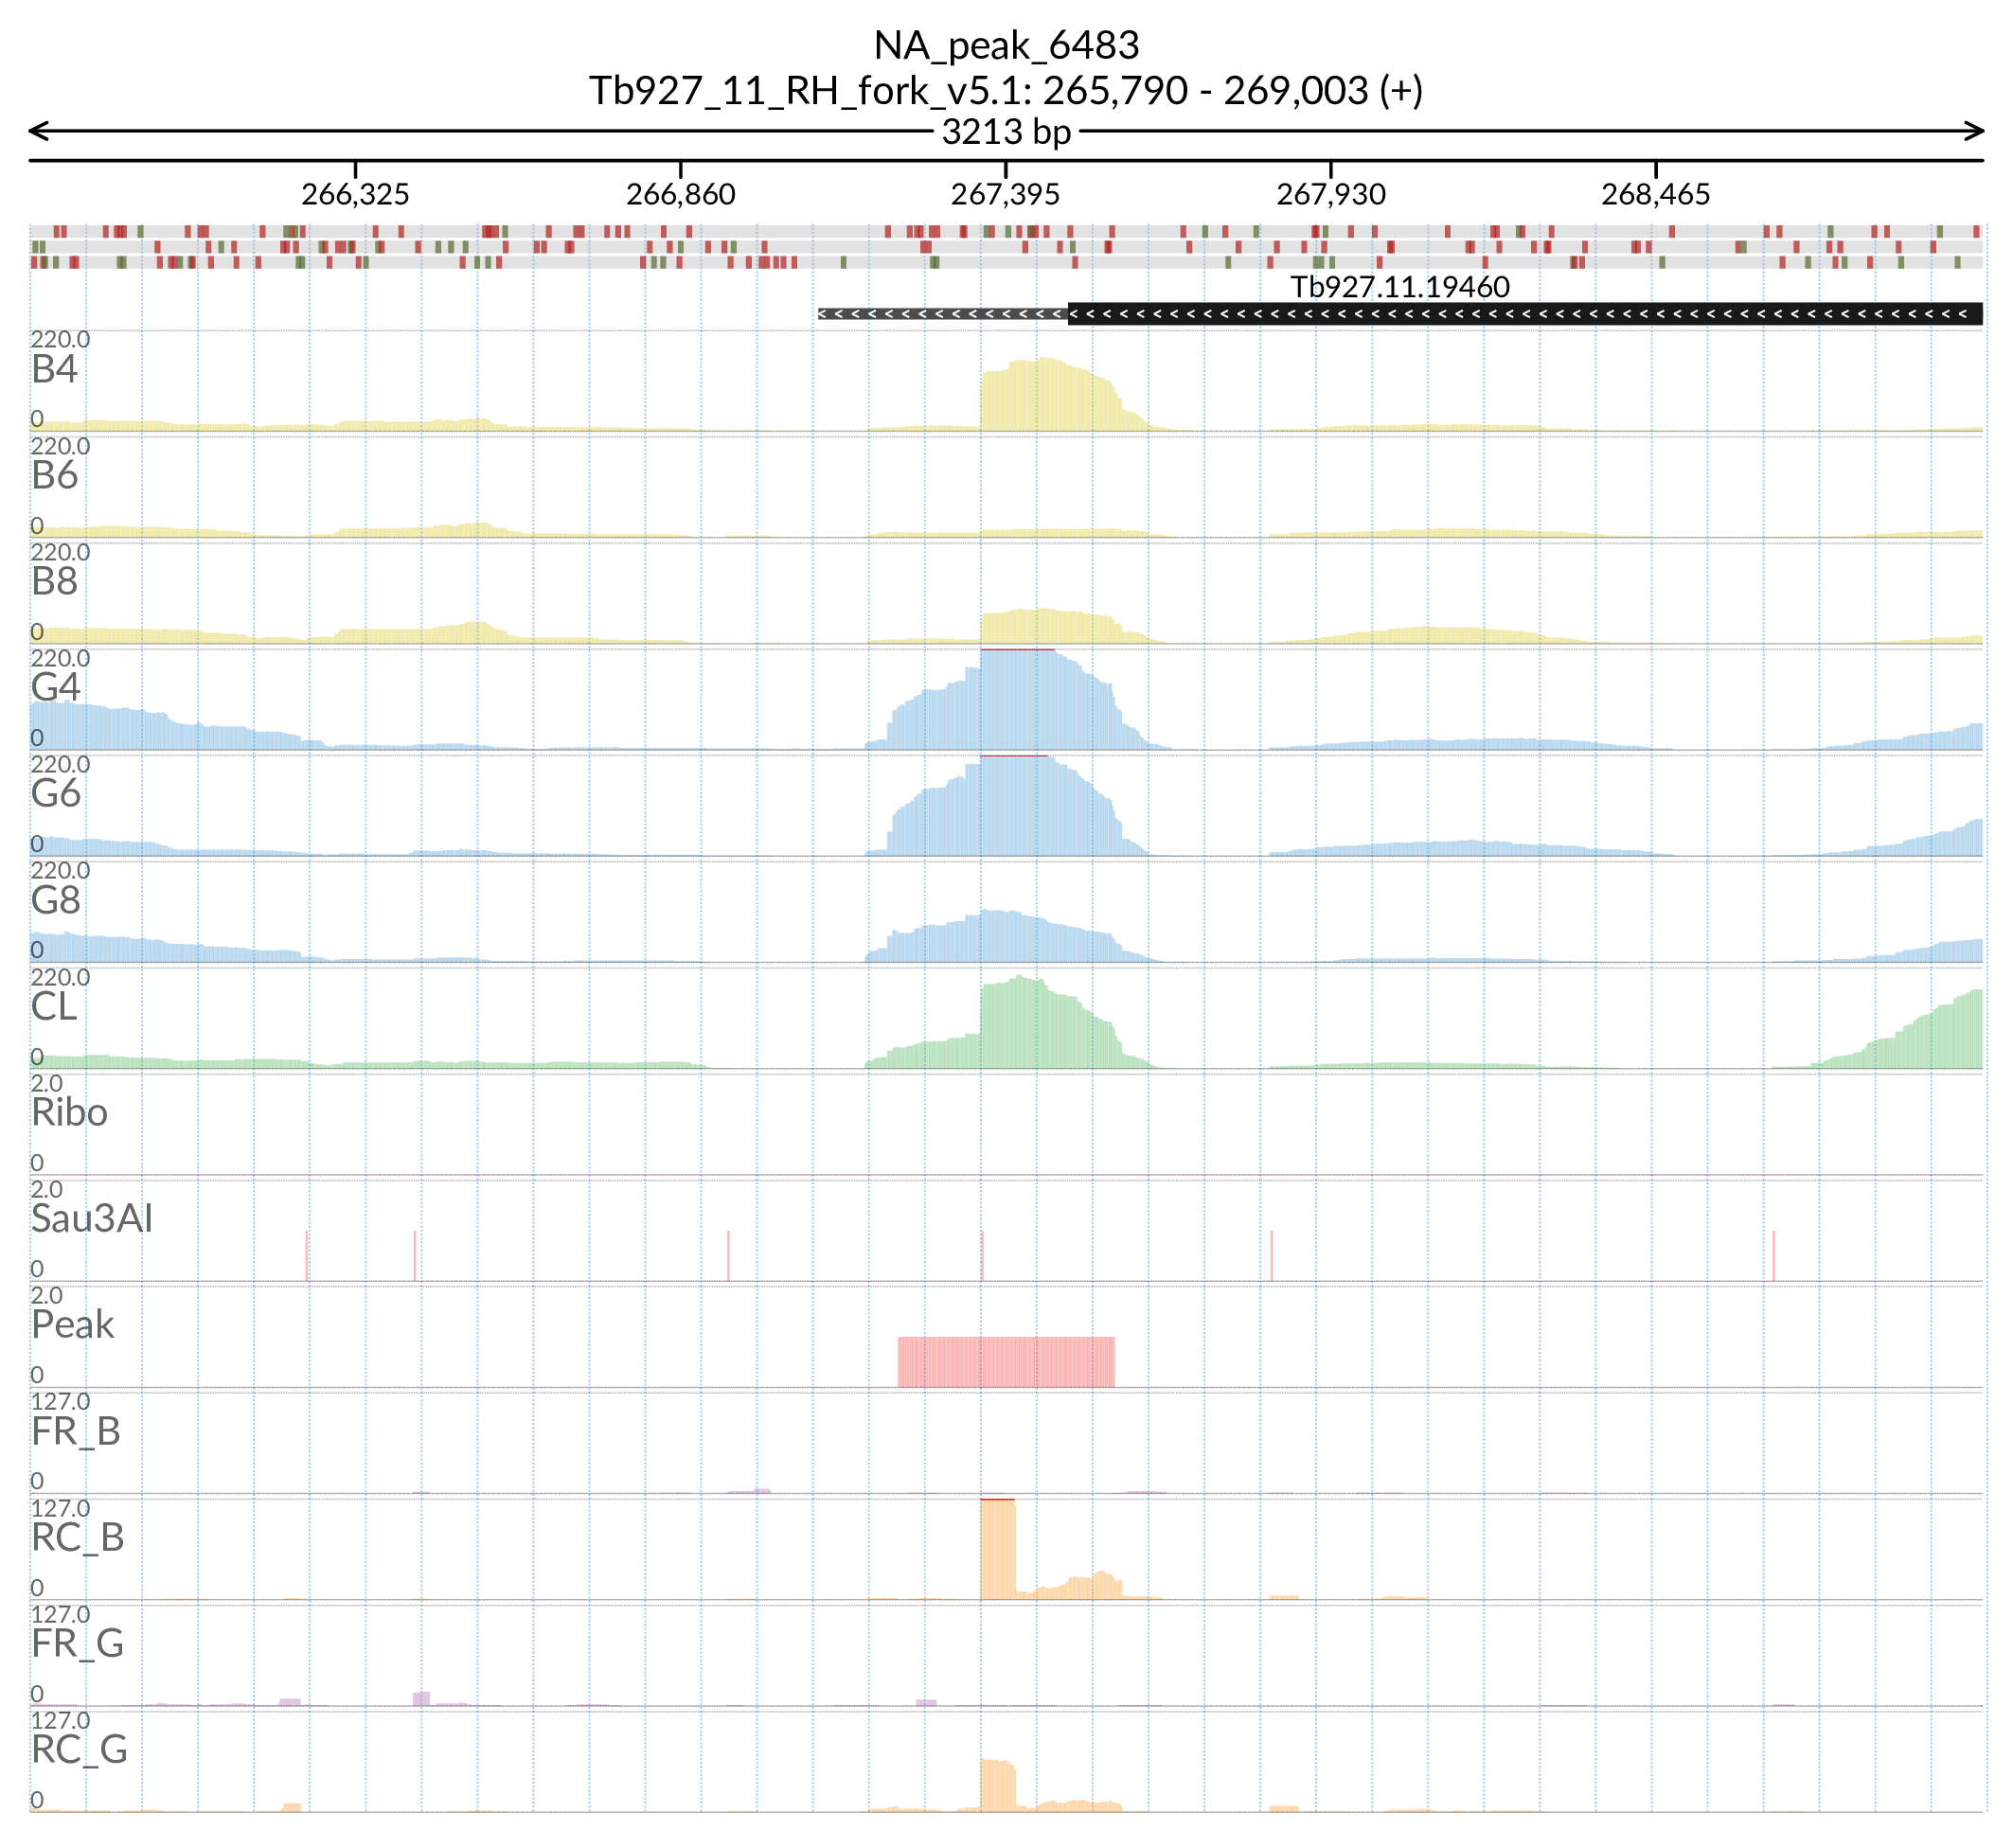 NA_peak_6483
Tb927_11_RH_fork_v5.1: 265,790 - 269,003 (+)
3213 bp
266,325 266,860 267,395 267,930 268,465
Tb927.11.19460
220.0
B4
0
220.0
B6
0
220.0
B8
0
220.0
G4
0
220.0
G6
0
220.0
G8
0
220.0
CL
0
2.0
Ribo
0
2.0
Sau3AI
0
2.0
Peak
0
127.0
FR_B
0
127.0
RC_B
0
127.0
FR_G
0
127.0
RC_G
0